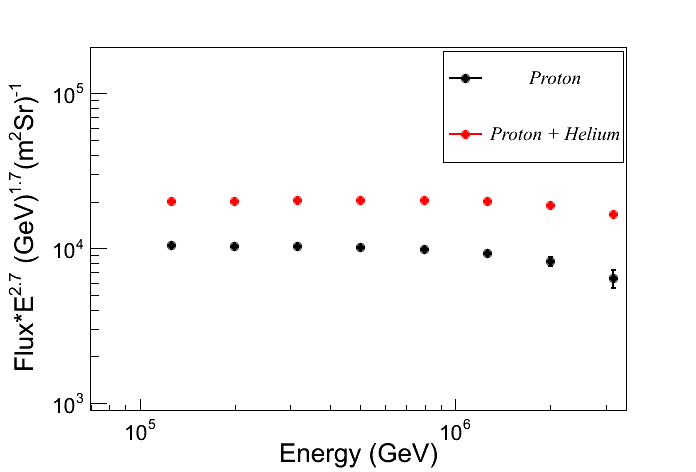 Proton
Proton + Helium
Flux*E^2.7 (GeV)^1.7(m^2Sr)^-1
10^5
10^4
10^3
10^5 10^6
Energy (GeV)